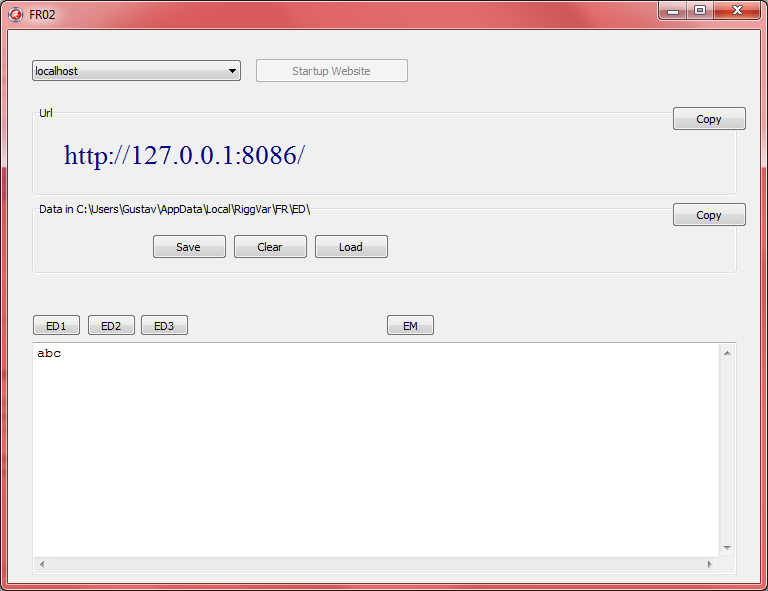 FR02
localhost
Startup Website
Url
Copy
http://127.0.0.1:8086/
Data in C:\Users\Gustav\AppData\Local\RiggVar\FR\ED\
Copy
Save Clear Load
ED1 ED2 ED3 EM
abc